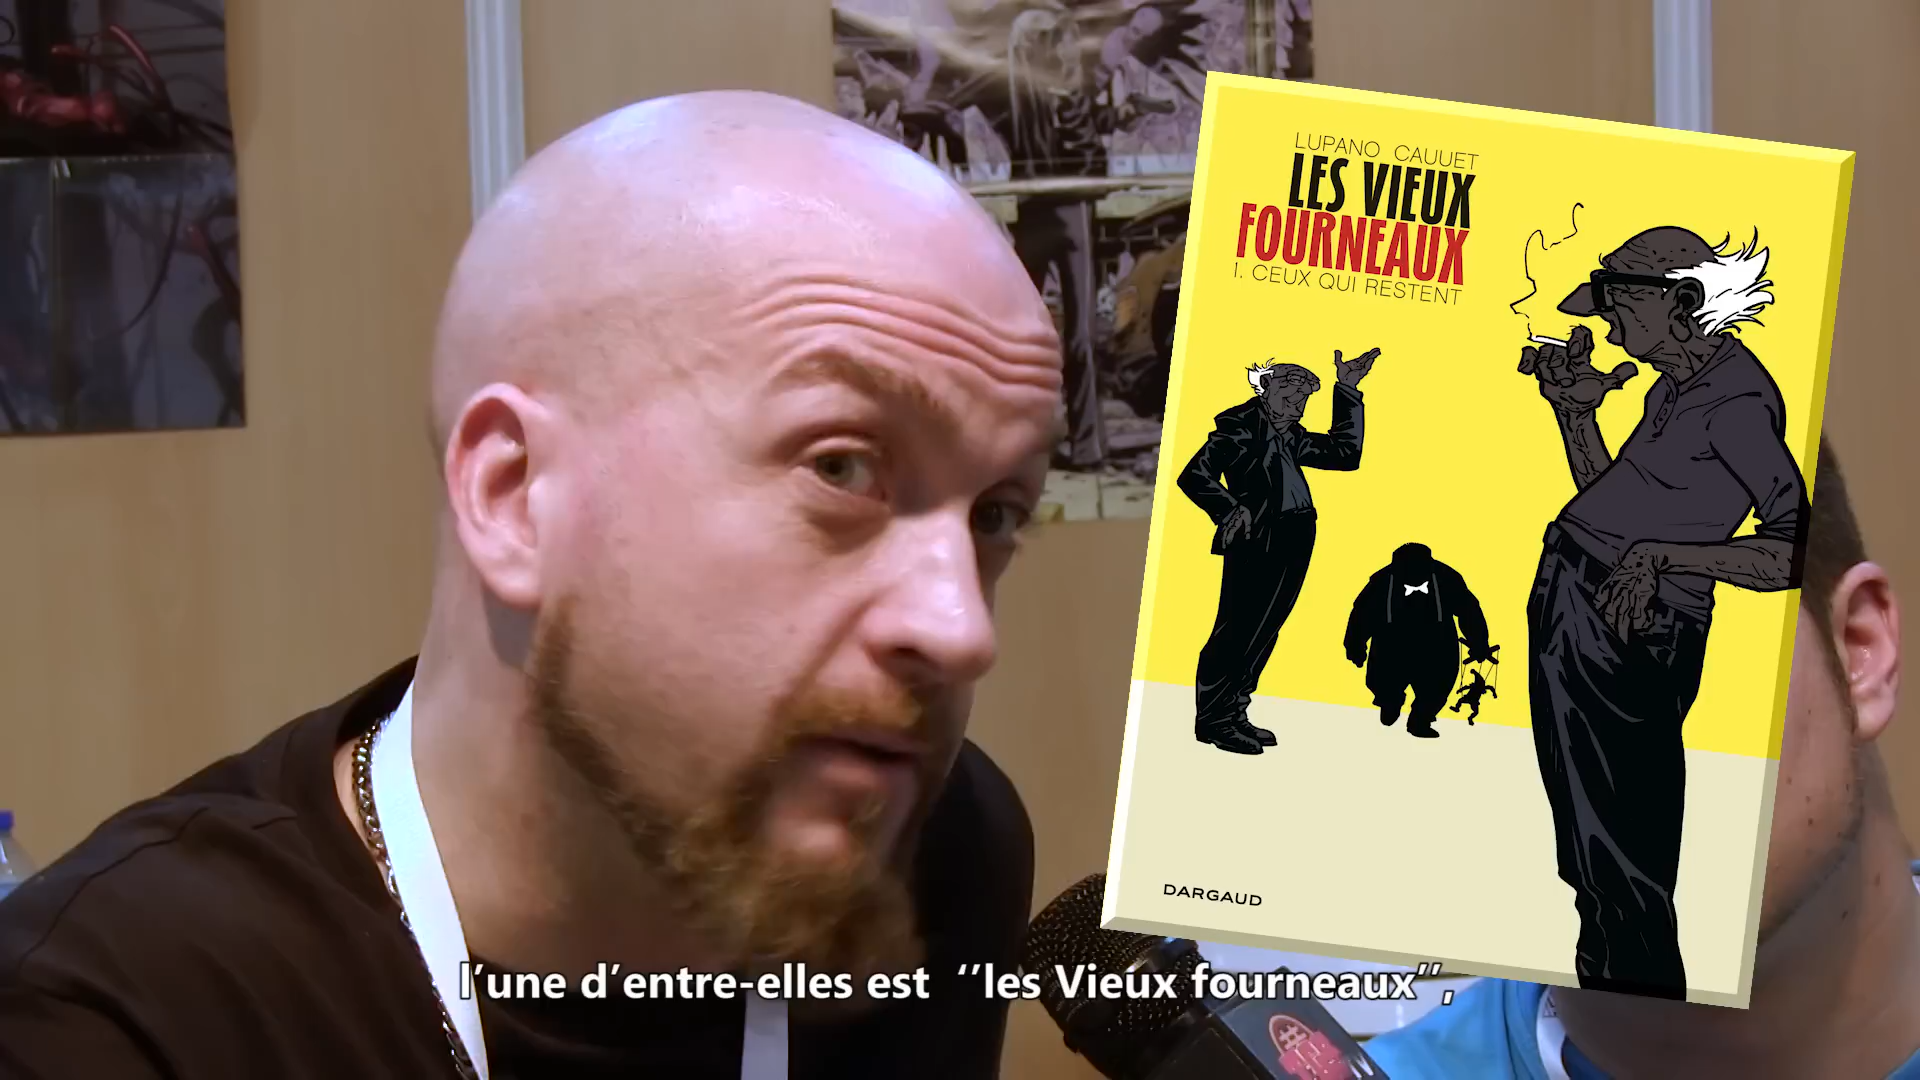 LUPANO CAUUET
LES VIEUX
FOURNEAUX
1. CEUX QUI RESTENT
DARGAUD
l’une d’entre-elles est ‘’les Vieux fourneaux’’,